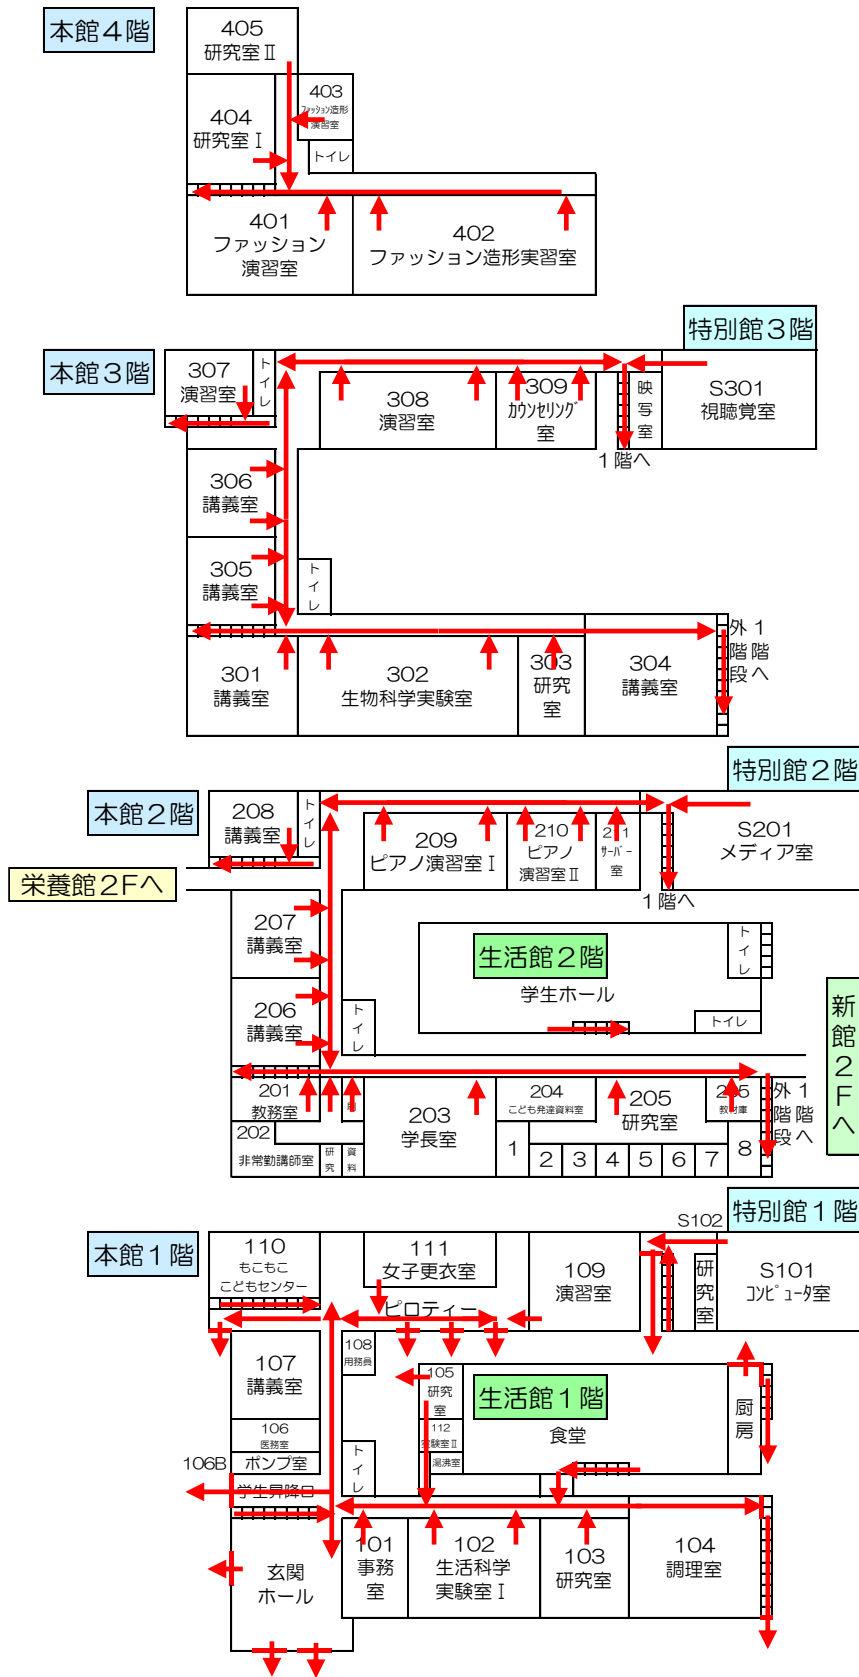 本館４階
405
研究室Ⅱ
403
ファッション造形
演習室
404
研究室Ⅰ
トイレ
401
ファッション
演習室
402
ファッション造形実習室
特別館３階
本館３階
307
演習室
トイレ
308
演習室
309
カウンセリング
室
映写室
S301
視聴覚室
１階へ
306
講義室
305
講義室
トイレ
301
講義室
302
生物科学実験室
303
研究
室
304
講義室
外１
階階
段へ
特別館２階
本館２階
208
講義室
トイレ
209
ピアノ演習室Ⅰ
210
ピアノ
演習室Ⅱ
サーバー
室
S201
メディア室
栄養館２Fへ
１階へ
207
講義室
生活館２階
学生ホール
トイレ
トイレ
206
講義室
トイレ
新館２Fへ
201
教務室
202
非常勤講師室
研究
資料
203
学長室
204
こども発達資料室
205
研究室
教材庫
1
2
3
4
5
6
7
8
外１
階階
段へ
特別館１階
S102
本館１階
110
もこもこ
こどもセンター
111
女子更衣室
ピロティー
109
演習室
研究室
S101
コンピュータ室
107
講義室
108
用務員
105
研究
室
生活館１階
食堂
厨房
106
医務室
112
実験室Ⅱ
湯沸室
106B
ポンプ室
トイレ
学生昇降口
玄関
ホール
101
事務
室
102
生活科学
実験室Ⅰ
103
研究室
104
調理室